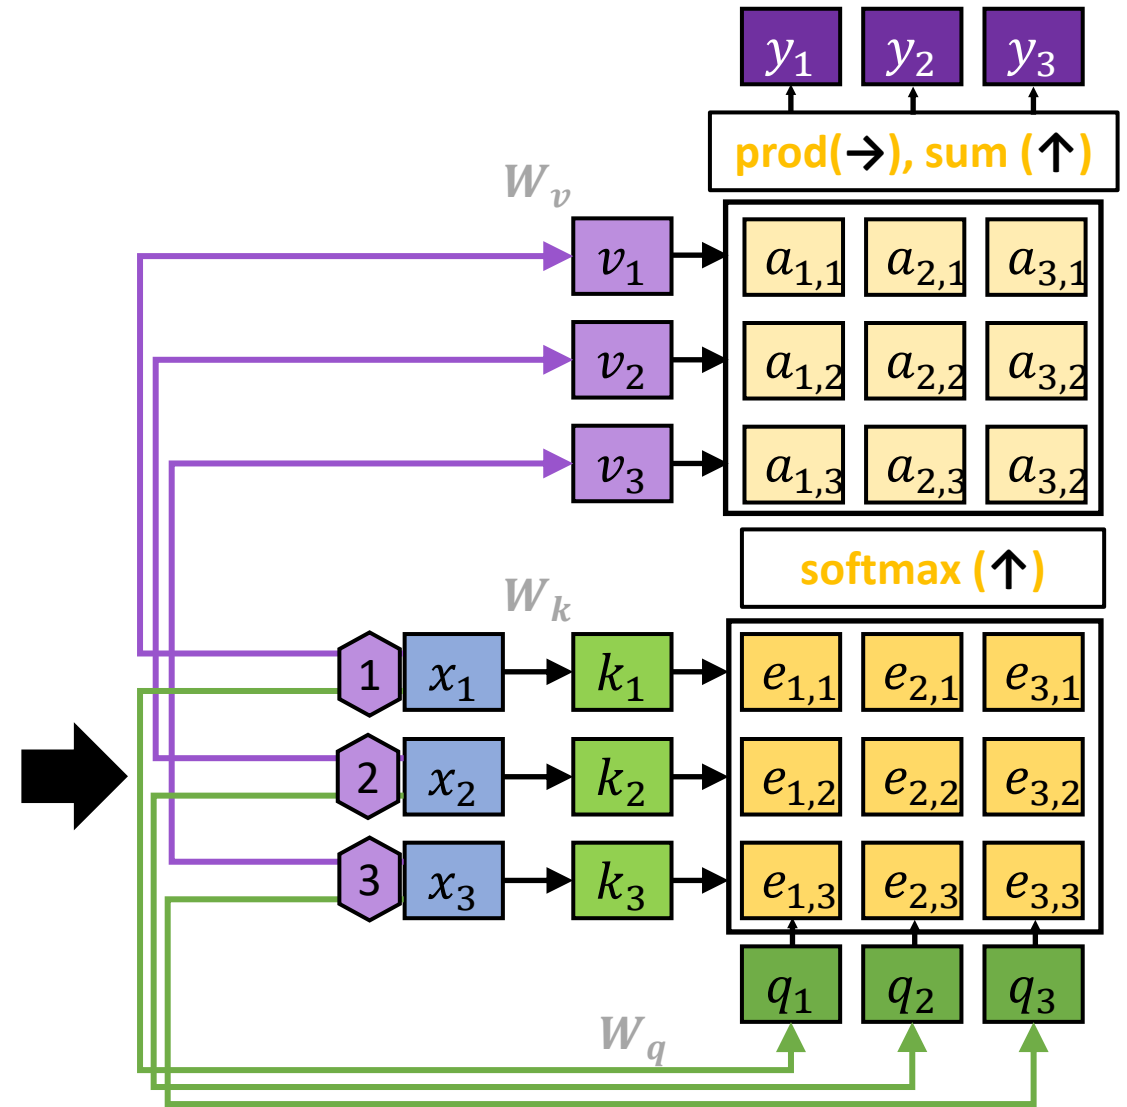 y₁ y₂ y₃
prod(→), sum (↑)
W_v
v₁ a₁,₁ a₂,₁ a₃,₁
v₂ a₁,₂ a₂,₂ a₃,₂
v₃ a₁,₃ a₂,₃ a₃,₂
softmax (↑)
W_k
1 x₁ k₁ e₁,₁ e₂,₁ e₃,₁
2 x₂ k₂ e₁,₂ e₂,₂ e₃,₂
3 x₃ k₃ e₁,₃ e₂,₃ e₃,₃
q₁ q₂ q₃
W_q